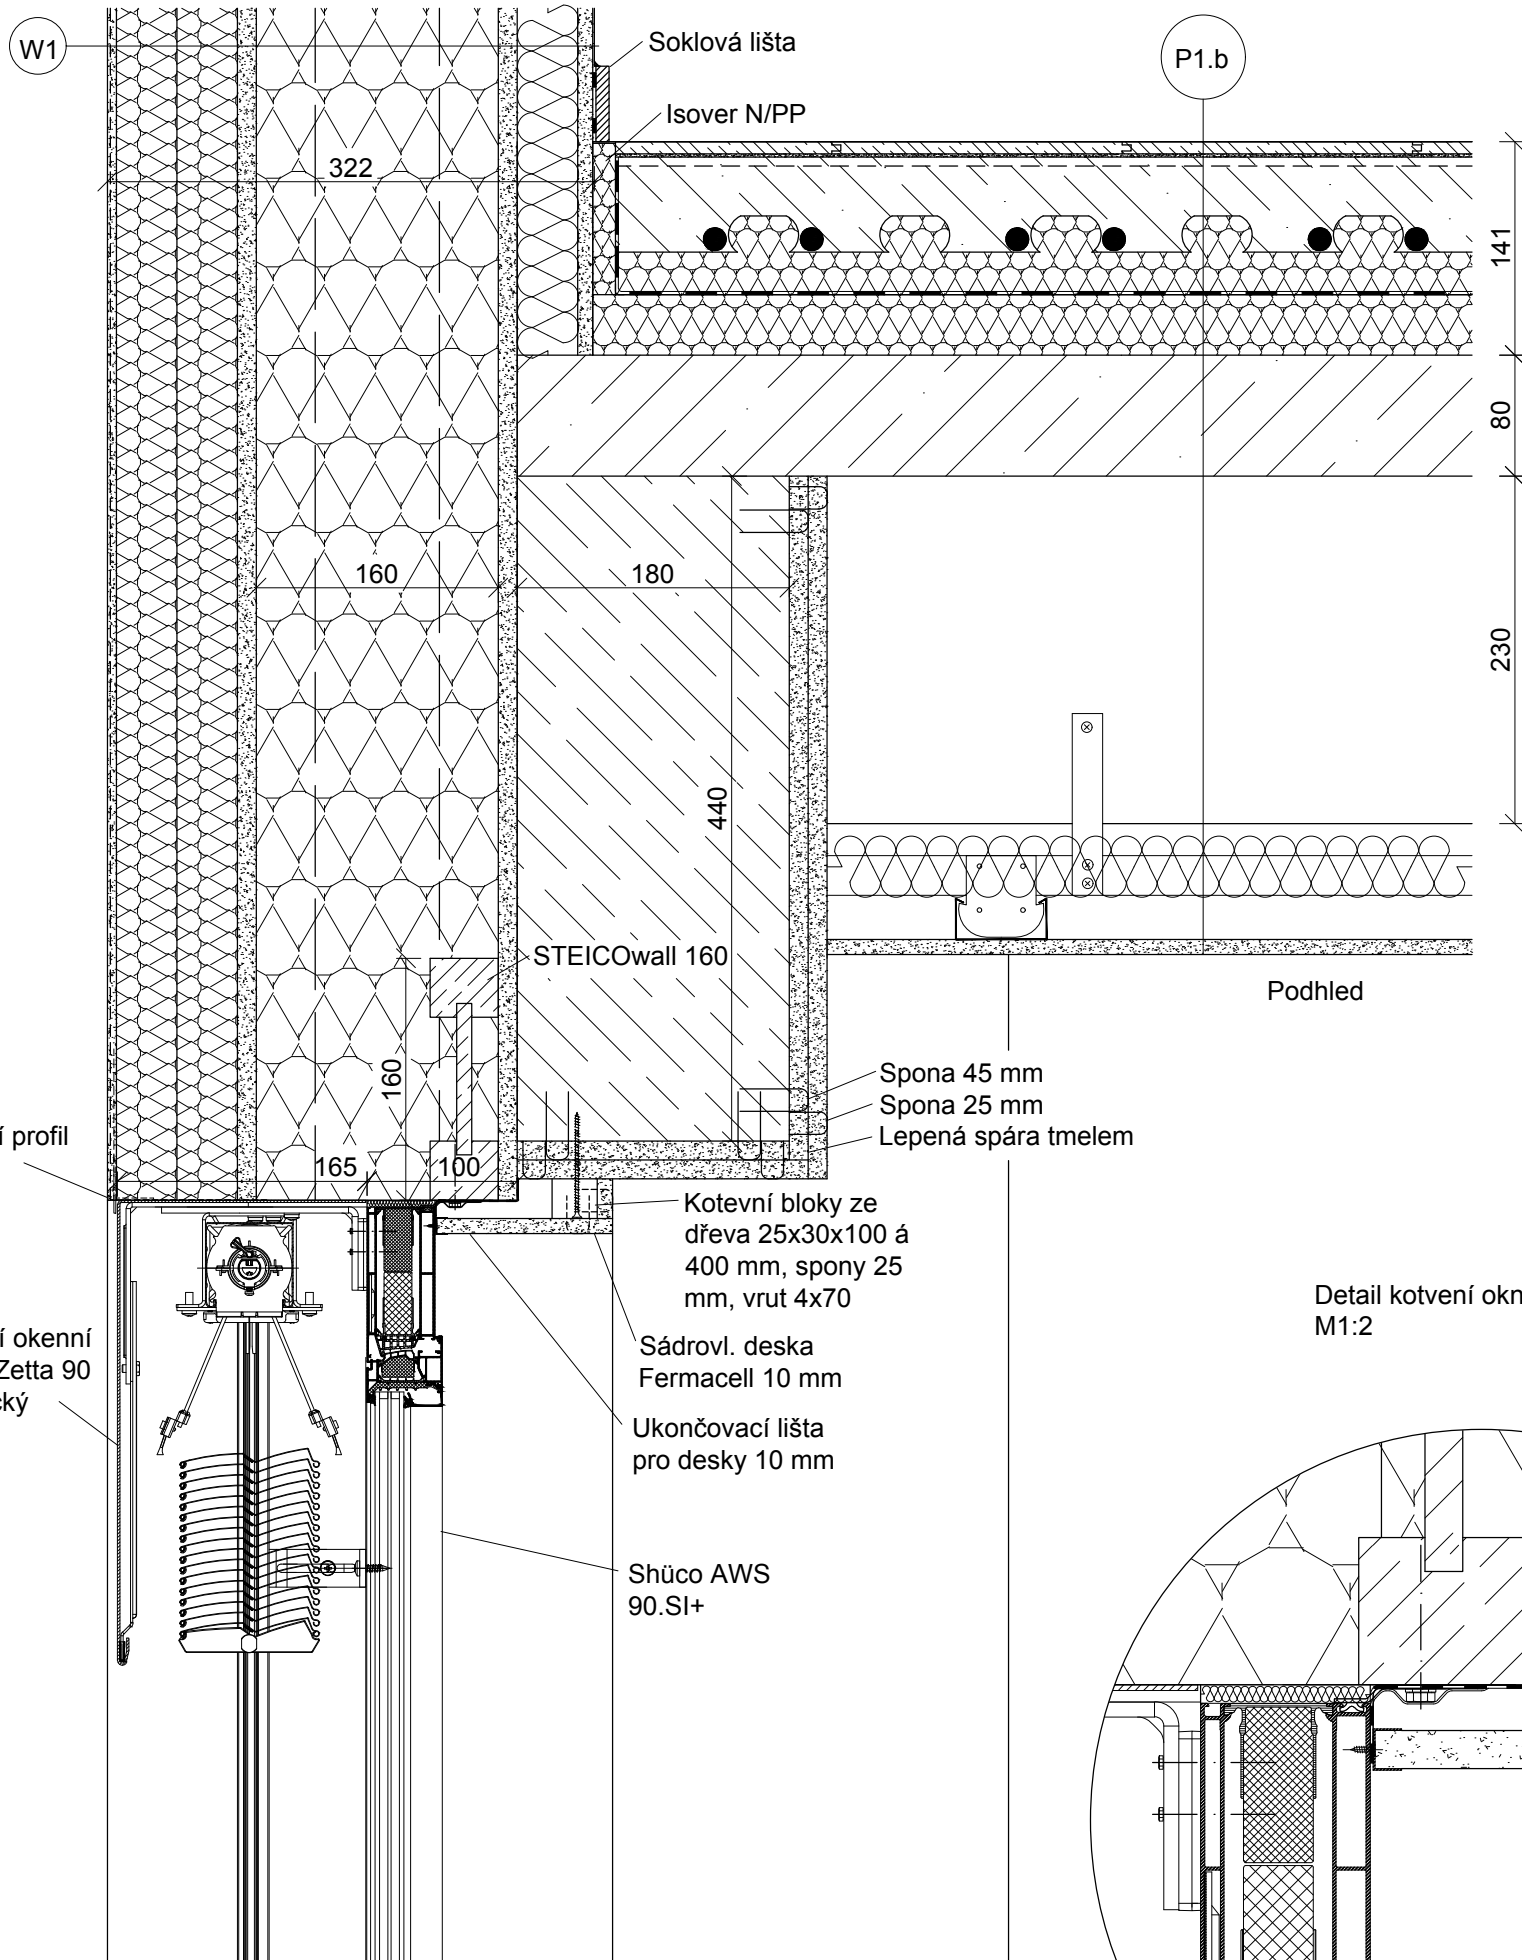 W1
Soklová lišta
P1.b
Isover N/PP
322
141
80
160
180
230
440
STEICOwall 160
Podhled
160
Spona 45 mm
Spona 25 mm
Lepená spára tmelem
í profil
165
100
Kotevní bloky ze
dřeva 25x30x100 á
400 mm, spony 25
mm, vrut 4x70
Detail kotvení okn
M1:2
í okenní
Zetta 90
cký
Sádrovl. deska
Fermacell 10 mm
Ukončovací lišta
pro desky 10 mm
Shüco AWS
90.SI+